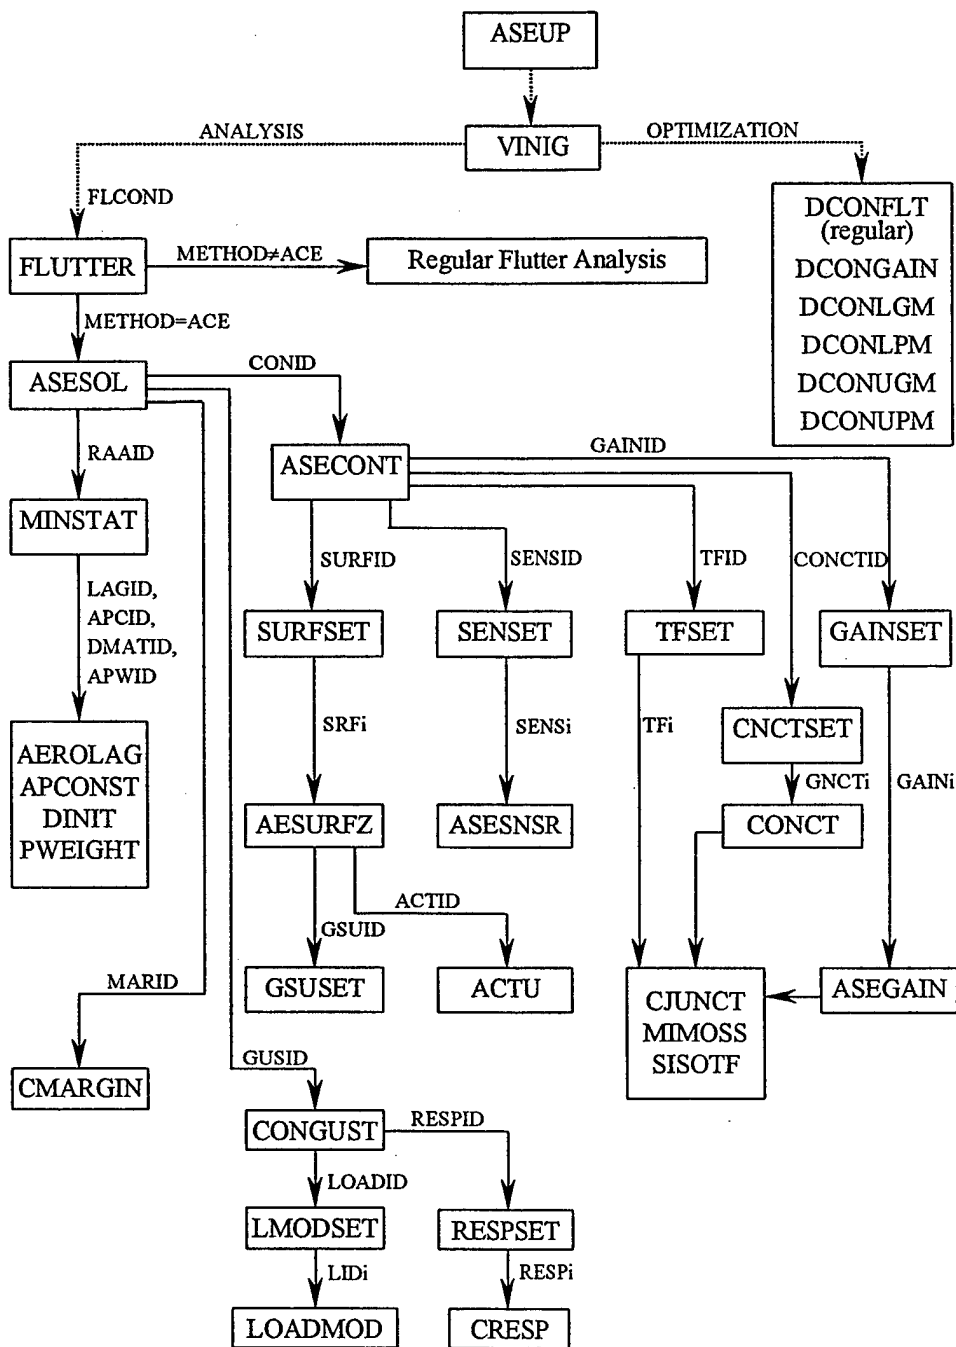 ASEUP
VINIG
ANALYSIS
OPTIMIZATION
FLCOND
DCONFLT
(regular)
DCONGAIN
DCONLGM
DCONLPM
DCONUGM
DCONUPM
FLUTTER
METHOD≠ACE
Regular Flutter Analysis
METHOD=ACE
ASESOL
CONID
RAAID
ASECONT
GAINID
MINSTAT
SURFID
SENSID
TFID
CONCTID
LAGID,
APCID,
DMATID,
APWID
SURFSET
SENSET
TFSET
GAINSET
SRFi
SENSi
TFi
CNCTSET
GNCTi
GAINi
AEROLAG
APCONST
DINIT
PWEIGHT
AESURFZ
ASESNSR
CONCT
GSUID
ACTID
MARID
GSUSET
ACTU
CJUNCT
MIMOSS
SISOTF
ASEGAIN
CMARGIN
GUSID
CONGUST
RESPID
LOADID
LMODSET
RESPSET
LIDi
RESPi
LOADMOD
CRESP